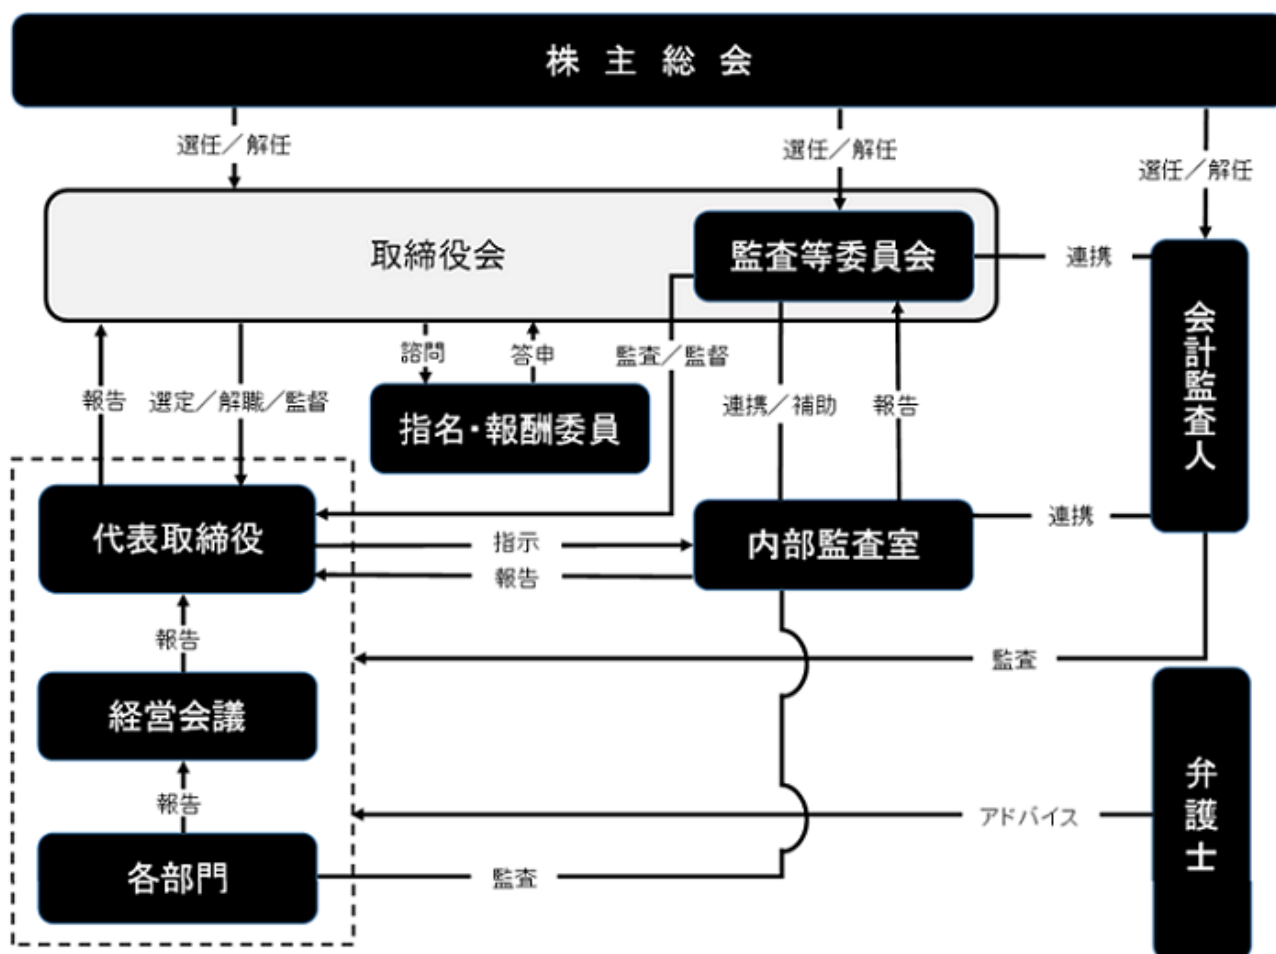 株主総会
選任／解任
選任／解任
選任／解任
取締役会
監査等委員会
連携
会計監査人
報告
選定／解職／監督
諮問
答申
監査／監督
連携／補助
報告
指名・報酬委員
代表取締役
指示
報告
内部監査室
連携
報告
監査
経営会議
報告
アドバイス
弁護士
各部門
監査